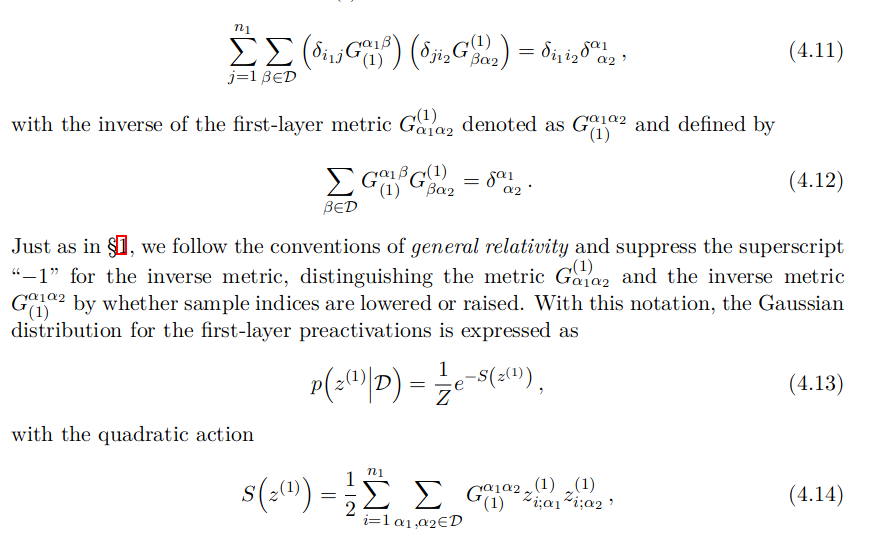 $$\sum_{j=1}^{n_1} \sum_{\beta \in \mathcal{D}} \left( \delta_{i_1 j} G^{\alpha_1 \beta}_{(1)} \right) \left( \delta_{j i_2} G^{(1)}_{\beta \alpha_2} \right) = \delta_{i_1 i_2} \delta^{\alpha_1}_{\ \ \alpha_2} , \quad (4.11)$$
with the inverse of the first-layer metric $G^{(1)}_{\alpha_1 \alpha_2}$ denoted as $G^{\alpha_1 \alpha_2}_{(1)}$ and defined by
$$\sum_{\beta \in \mathcal{D}} G^{\alpha_1 \beta}_{(1)} G^{(1)}_{\beta \alpha_2} = \delta^{\alpha_1}_{\ \ \alpha_2} . \quad (4.12)$$
Just as in §1, we follow the conventions of general relativity and suppress the superscript
“−1” for the inverse metric, distinguishing the metric $G^{(1)}_{\alpha_1 \alpha_2}$ and the inverse metric
$G^{\alpha_1 \alpha_2}_{(1)}$ by whether sample indices are lowered or raised. With this notation, the Gaussian
distribution for the first-layer preactivations is expressed as
$$p\left( z^{(1)} \middle| \mathcal{D} \right) = \frac{1}{Z} e^{-S\left(z^{(1)}\right)} , \quad (4.13)$$
with the quadratic action
$$S\left( z^{(1)} \right) = \frac{1}{2} \sum_{i=1}^{n_1} \sum_{\alpha_1, \alpha_2 \in \mathcal{D}} G^{\alpha_1 \alpha_2}_{(1)} z^{(1)}_{i;\alpha_1} z^{(1)}_{i;\alpha_2} , \quad (4.14)$$